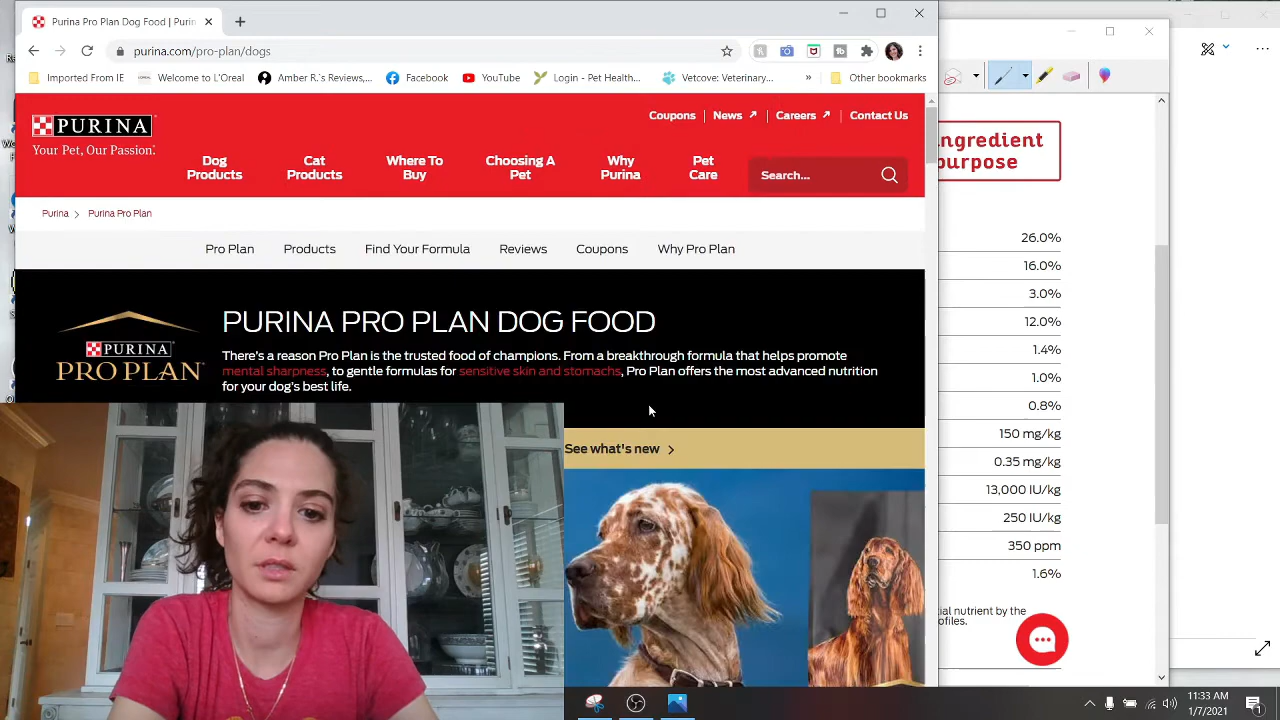 Purina Pro Plan Dog Food | Purin
purina.com/pro-plan/dogs
Imported From IE
Welcome to L'Oreal
Amber R.'s Reviews,...
Facebook
YouTube
Login - Pet Health...
Vetcove: Veterinary...
»
Other bookmarks
PURINA
Your Pet, Our Passion.
Coupons | News | Careers | Contact Us
Dog Products
Cat Products
Where To Buy
Choosing A Pet
Why Purina
Pet Care
Search...
Purina > Purina Pro Plan
Pro Plan
Products
Find Your Formula
Reviews
Coupons
Why Pro Plan
PURINA
PRO PLAN
PURINA PRO PLAN DOG FOOD
There's a reason Pro Plan is the trusted food of champions. From a breakthrough formula that helps promote
mental sharpness, to gentle formulas for sensitive skin and stomachs, Pro Plan offers the most advanced nutrition
for your dog's best life.
See what's new >
ngredient
purpose
26.0%
16.0%
3.0%
12.0%
1.4%
1.0%
0.8%
150 mg/kg
0.35 mg/kg
13,000 IU/kg
250 IU/kg
350 ppm
1.6%
tial nutrient by the
ofiles.
11:33 AM
1/7/2021